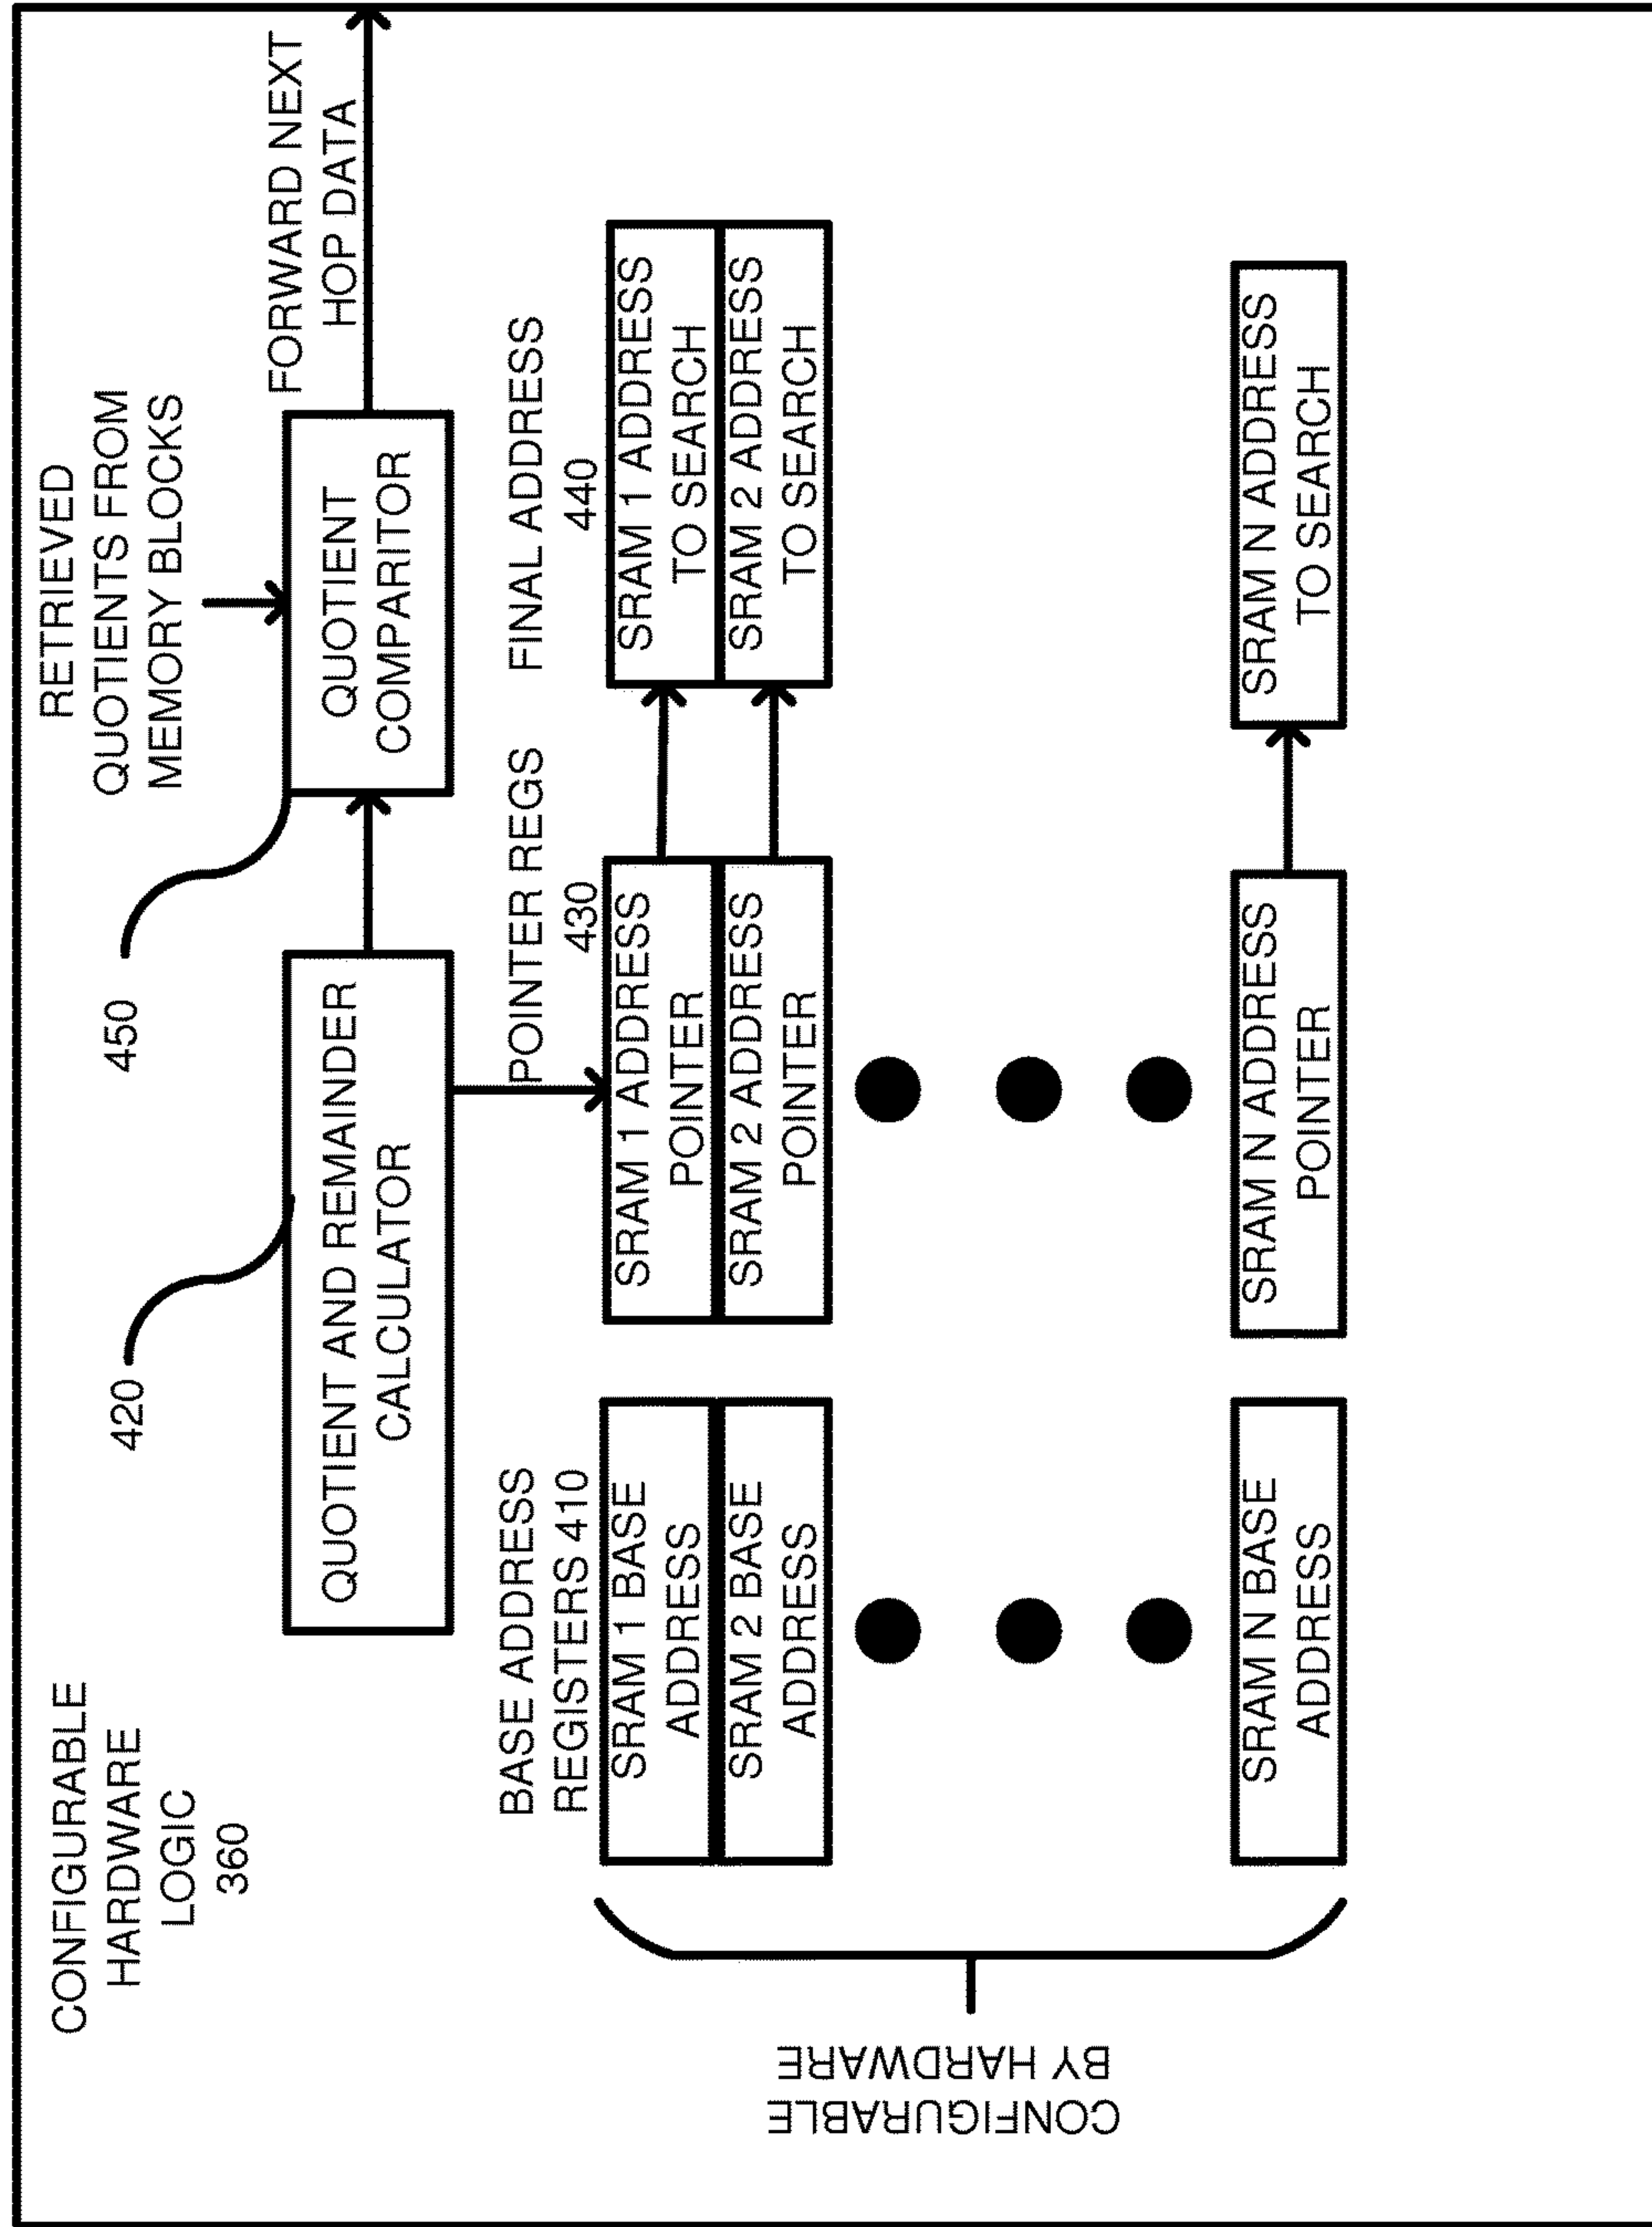 CONFIGURABLE
HARDWARE
LOGIC
360
420
450
RETRIEVED
QUOTIENTS FROM
MEMORY BLOCKS
QUOTIENT AND REMAINDER
CALCULATOR
QUOTIENT
COMPARITOR
FORWARD NEXT
HOP DATA
BASE ADDRESS
REGISTERS 410
POINTER REGS
430
FINAL ADDRESS
440
SRAM 1 BASE
ADDRESS
SRAM 1 ADDRESS
POINTER
SRAM 1 ADDRESS
TO SEARCH
SRAM 2 BASE
ADDRESS
SRAM 2 ADDRESS
POINTER
SRAM 2 ADDRESS
TO SEARCH
CONFIGURABLE
BY HARDWARE
SRAM N BASE
ADDRESS
SRAM N ADDRESS
POINTER
SRAM N ADDRESS
TO SEARCH